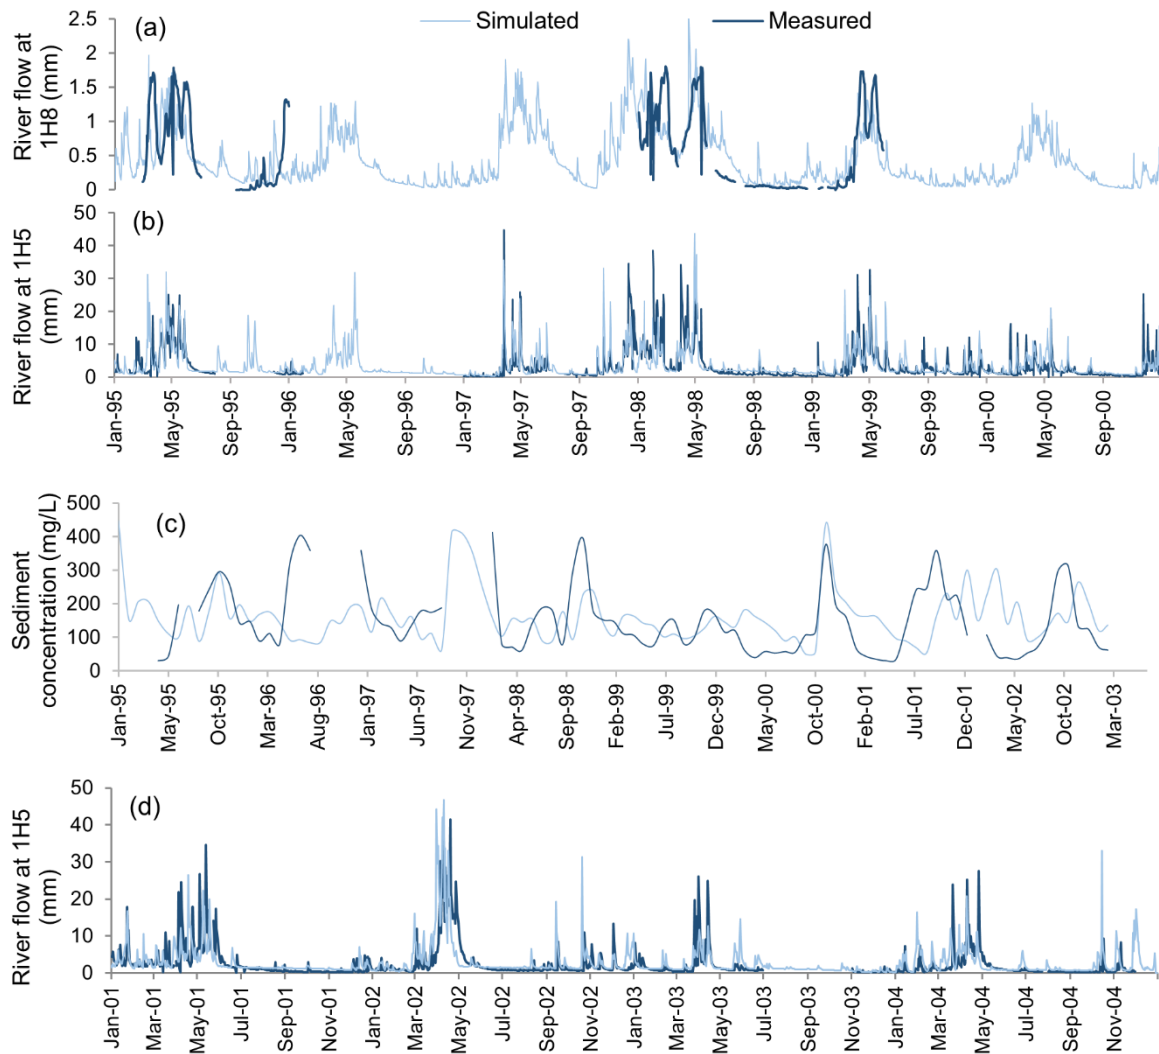 (a)
Simulated
Measured
River flow at
1H8 (mm)
2.5
2
1.5
1
0.5
0
(b)
River flow at 1H5
(mm)
50
40
30
20
10
0
Jan-95
May-95
Sep-95
Jan-96
May-96
Sep-96
Jan-97
May-97
Sep-97
Jan-98
May-98
Sep-98
Jan-99
May-99
Sep-99
Jan-00
May-00
Sep-00
(c)
Sediment
concentration (mg/L)
500
400
300
200
100
0
Jan-95
May-95
Oct-95
Mar-96
Aug-96
Jan-97
Jun-97
Nov-97
Apr-98
Sep-98
Feb-99
Jul-99
Dec-99
May-00
Oct-00
Feb-01
Jul-01
Dec-01
May-02
Oct-02
Mar-03
(d)
River flow at 1H5
(mm)
50
40
30
20
10
0
Jan-01
Mar-01
May-01
Jul-01
Sep-01
Nov-01
Jan-02
Mar-02
May-02
Jul-02
Sep-02
Nov-02
Jan-03
Mar-03
May-03
Jul-03
Sep-03
Nov-03
Jan-04
Mar-04
May-04
Jul-04
Sep-04
Nov-04